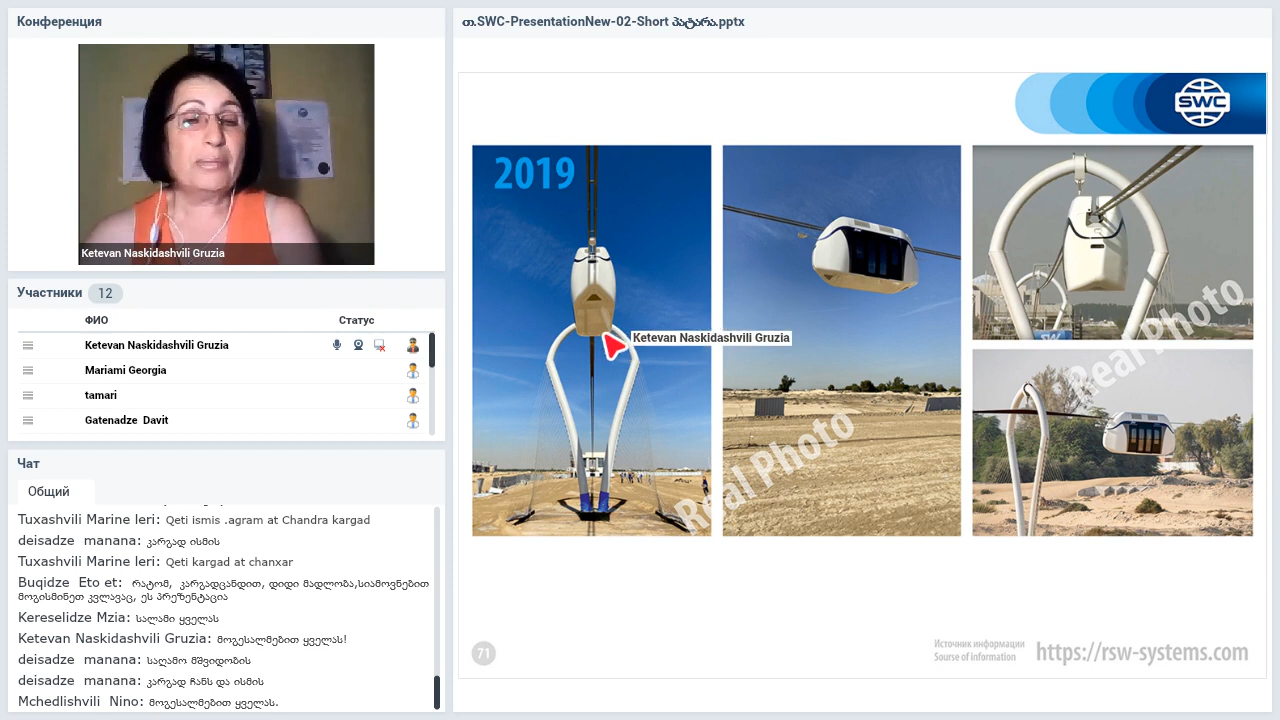 Конференция
Ketevan Naskidashvili Gruzia
Участники 12
ФИО Статус
Ketevan Naskidashvili Gruzia
Mariami Georgia
tamari
Gatenadze Davit
Чат
Общий
Tuxashvili Marine leri: Qeti ismis .agram at Chandra kargad
deisadze manana: კარგად ისმის
Tuxashvili Marine leri: Qeti kargad at chanxar
Buqidze Eto et: რატომ, კარგადცანდით, დიდი მადლობა,სიამოვნებით
მოგისმინეთ კვლავაც, ეს პრეზენტაცია
Kereselidze Mzia: სალამი ყველას
Ketevan Naskidashvili Gruzia: მოგესალმებით ყველას!
deisadze manana: საღამო მშვიდობის
deisadze manana: კარგად ჩანს და ისმის
Mchedlishvili Nino: მოგესალმებით ყველას.
თ.SWC-PresentationNew-02-Short პატარა.pptx
SWC
2019
Ketevan Naskidashvili Gruzia
Real Photo
Real Photo
71
Источник информации
Sourse of information
https://rsw-systems.com